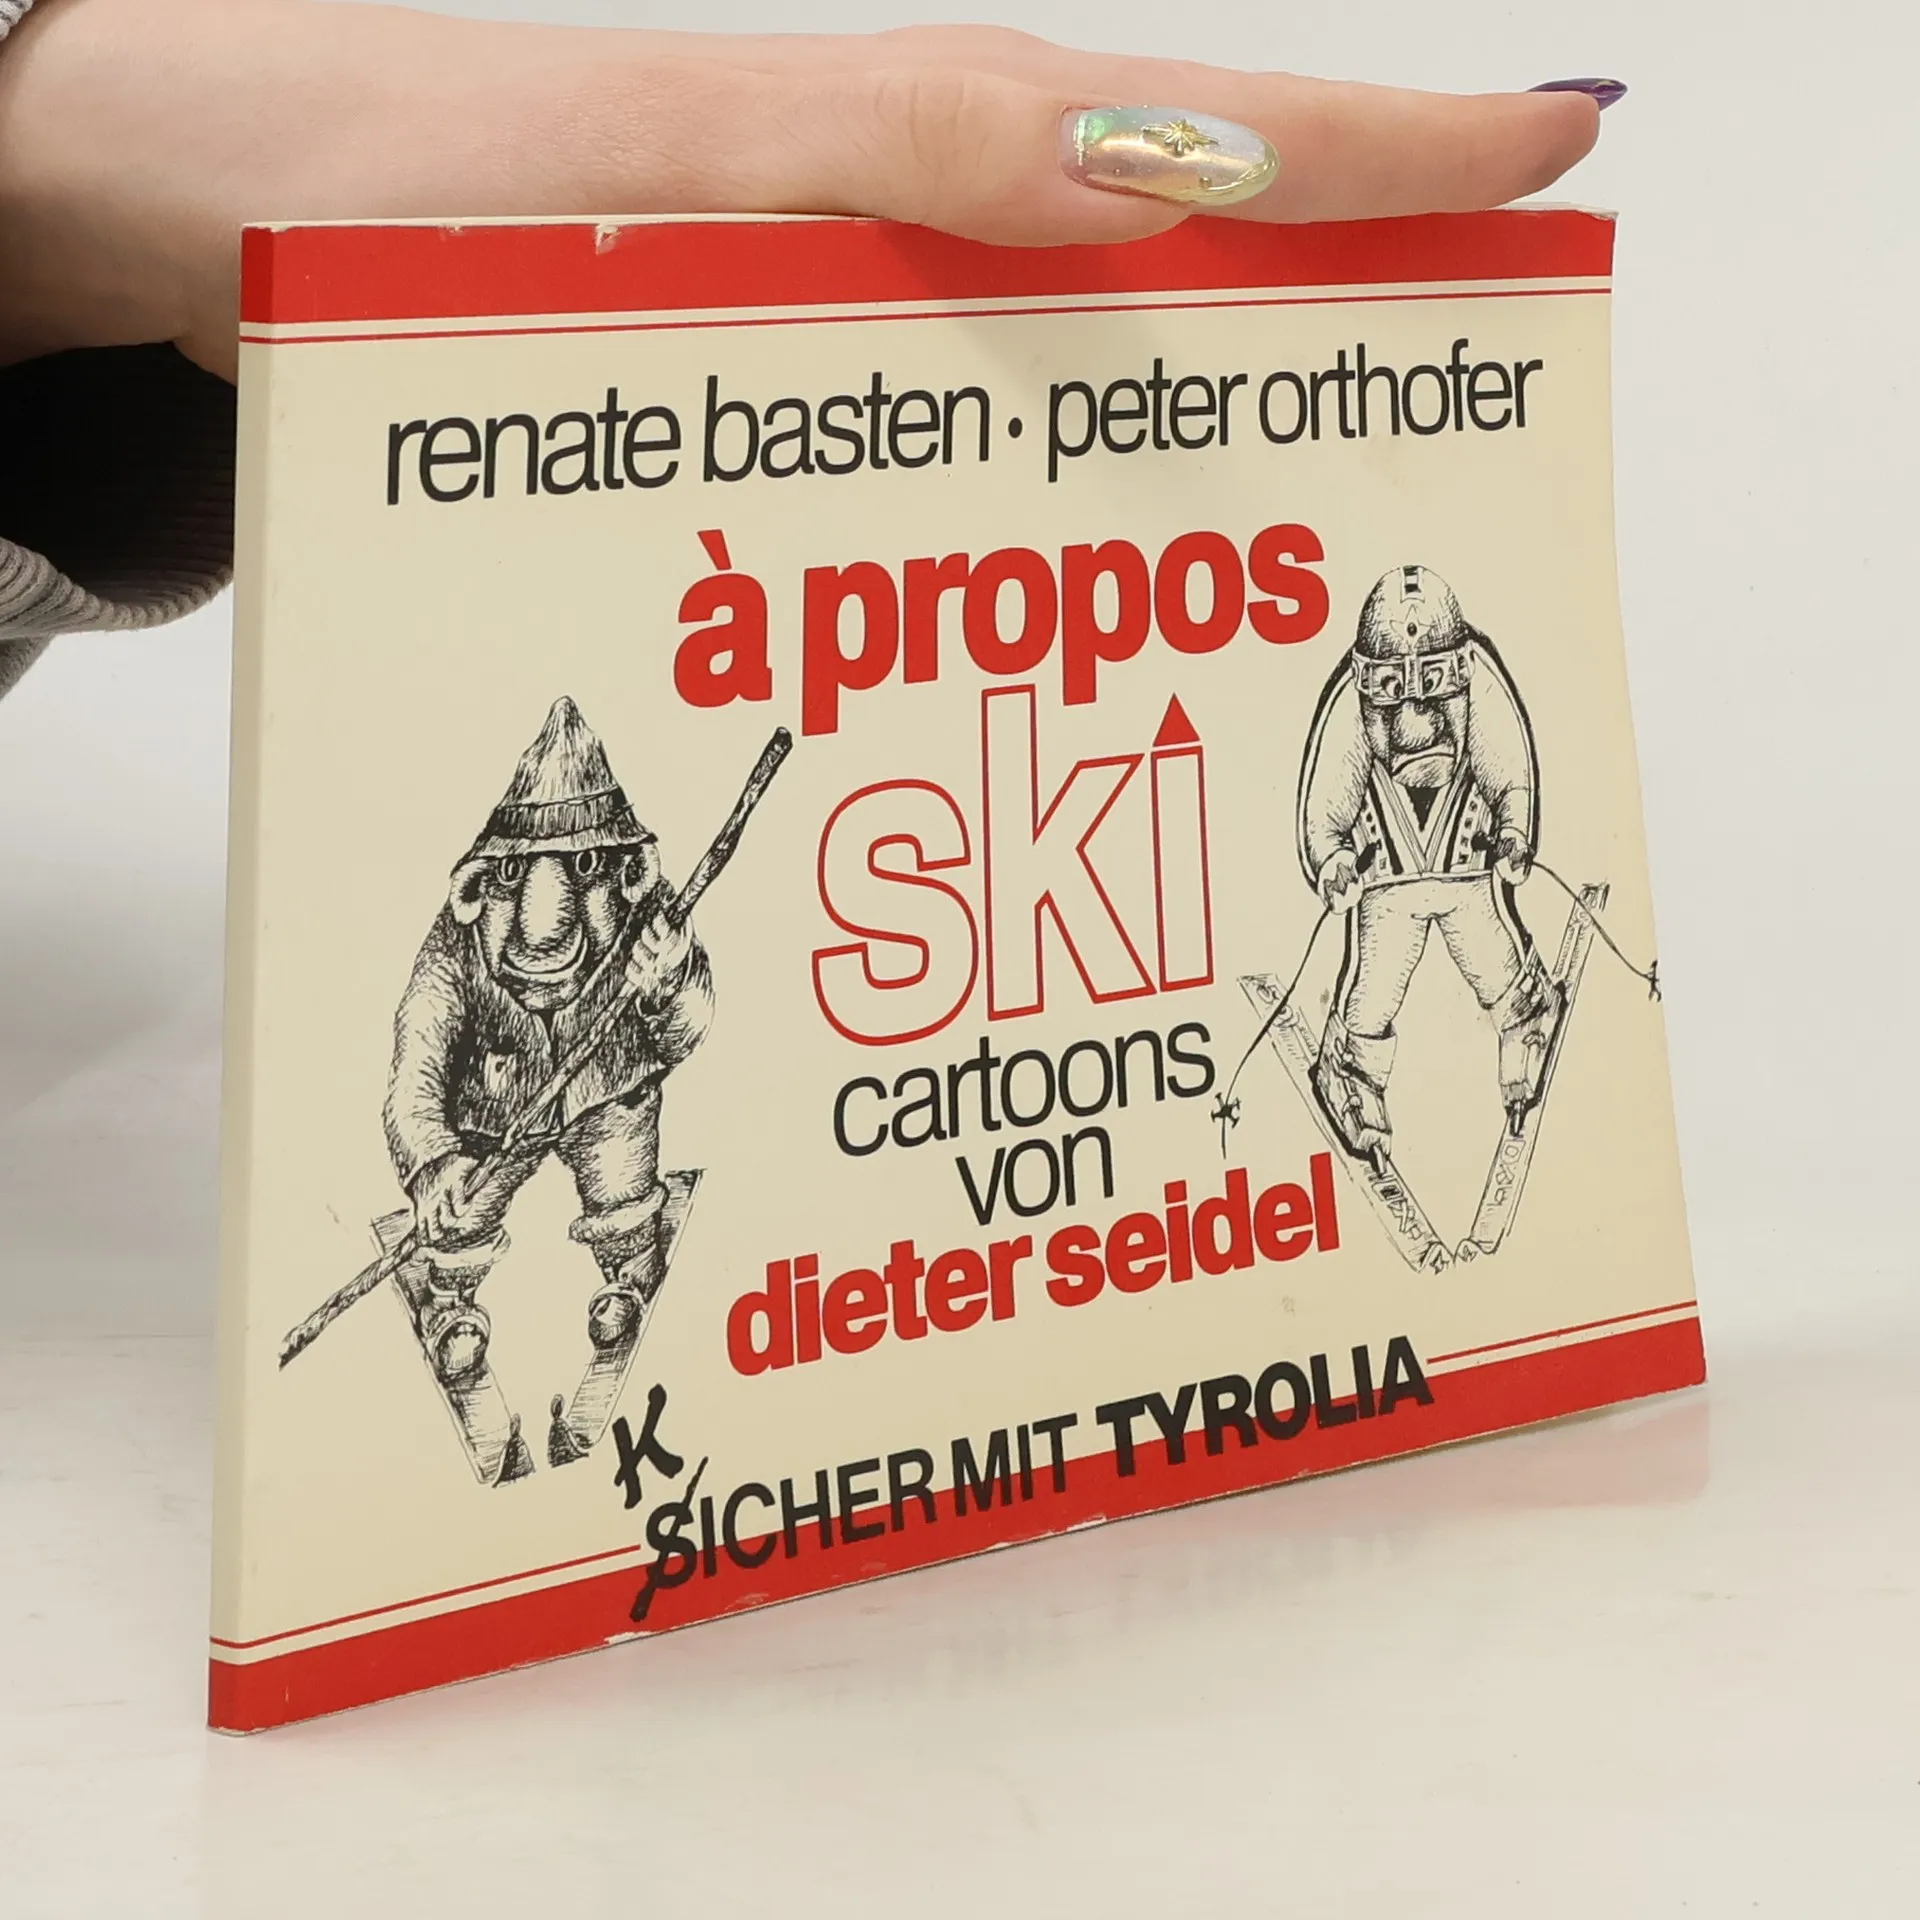 renate basten · peter orthofer
à propos
ski
cartoons
von
dieter seidel
K
SICHER MIT TYROLIA